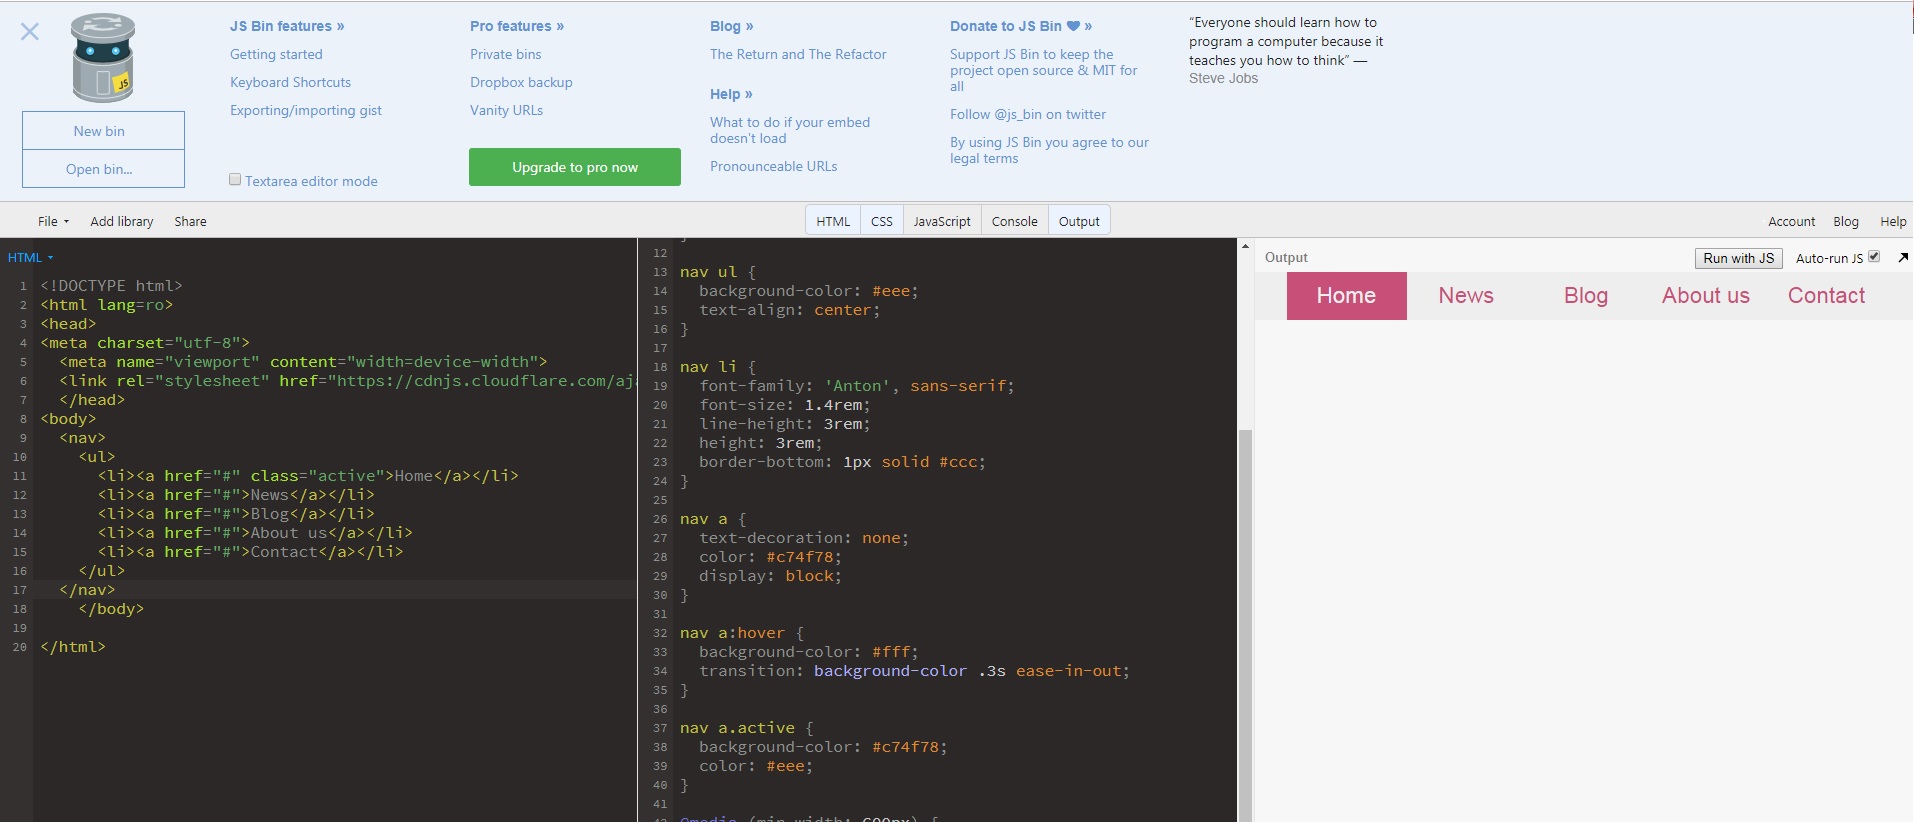 JS Bin features »
Getting started
Keyboard Shortcuts
Exporting/importing gist
Textarea editor mode
Pro features »
Private bins
Dropbox backup
Vanity URLs
Upgrade to pro now
Blog »
The Return and The Refactor
Help »
What to do if your embed
doesn't load
Pronounceable URLs
Donate to JS Bin ♥ »
Support JS Bin to keep the
project open source & MIT for
all
Follow @js_bin on twitter
By using JS Bin you agree to our
legal terms
“Everyone should learn how to
program a computer because it
teaches you how to think” —
Steve Jobs
JS
New bin
Open bin...
File Add library Share
HTML CSS JavaScript Console Output
Account Blog Help
HTML
1 <!DOCTYPE html>
2 <html lang=ro>
3 <head>
4 <meta charset="utf-8">
5 <meta name="viewport" content="width=device-width">
6 <link rel="stylesheet" href="https://cdnjs.cloudflare.com/aja
7 </head>
8 <body>
9 <nav>
10 <ul>
11 <li><a href="#" class="active">Home</a></li>
12 <li><a href="#">News</a></li>
13 <li><a href="#">Blog</a></li>
14 <li><a href="#">About us</a></li>
15 <li><a href="#">Contact</a></li>
16 </ul>
17 </nav>
18 </body>
19
20 </html>
}
12
13 nav ul {
14 background-color: #eee;
15 text-align: center;
16 }
17
18 nav li {
19 font-family: 'Anton', sans-serif;
20 font-size: 1.4rem;
21 line-height: 3rem;
22 height: 3rem;
23 border-bottom: 1px solid #ccc;
24 }
25
26 nav a {
27 text-decoration: none;
28 color: #c74f78;
29 display: block;
30 }
31
32 nav a:hover {
33 background-color: #fff;
34 transition: background-color .3s ease-in-out;
35 }
36
37 nav a.active {
38 background-color: #c74f78;
39 color: #eee;
40 }
41
42 @media (min-width: 600px) {
Output
Run with JS Auto-run JS
Home News Blog About us Contact